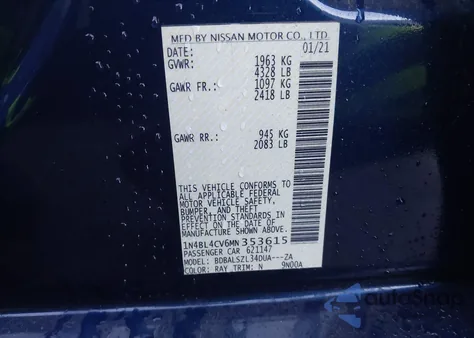 MFD BY NISSAN MOTOR CO., LTD
DATE: 01/21
GVWR: 1963 KG
4328 LB
GAWR FR.: 1097 KG
2418 LB
GAWR RR.: 945 KG
2083 LB
THIS VEHICLE CONFORMS TO
ALL APPLICABLE FEDERAL
MOTOR VEHICLE SAFETY,
BUMPER, AND THEFT
PREVENTION STANDARDS IN
EFFECT ON THE DATE OF
MANUFACTURE SHOWN ABOVE.
1N4BL4CV6MN353615
PASSENGER CAR 621147
MODEL: BDBALSZL34DUA---ZA
COLOR: RAY TRIM: N 9N00A
autoSnap